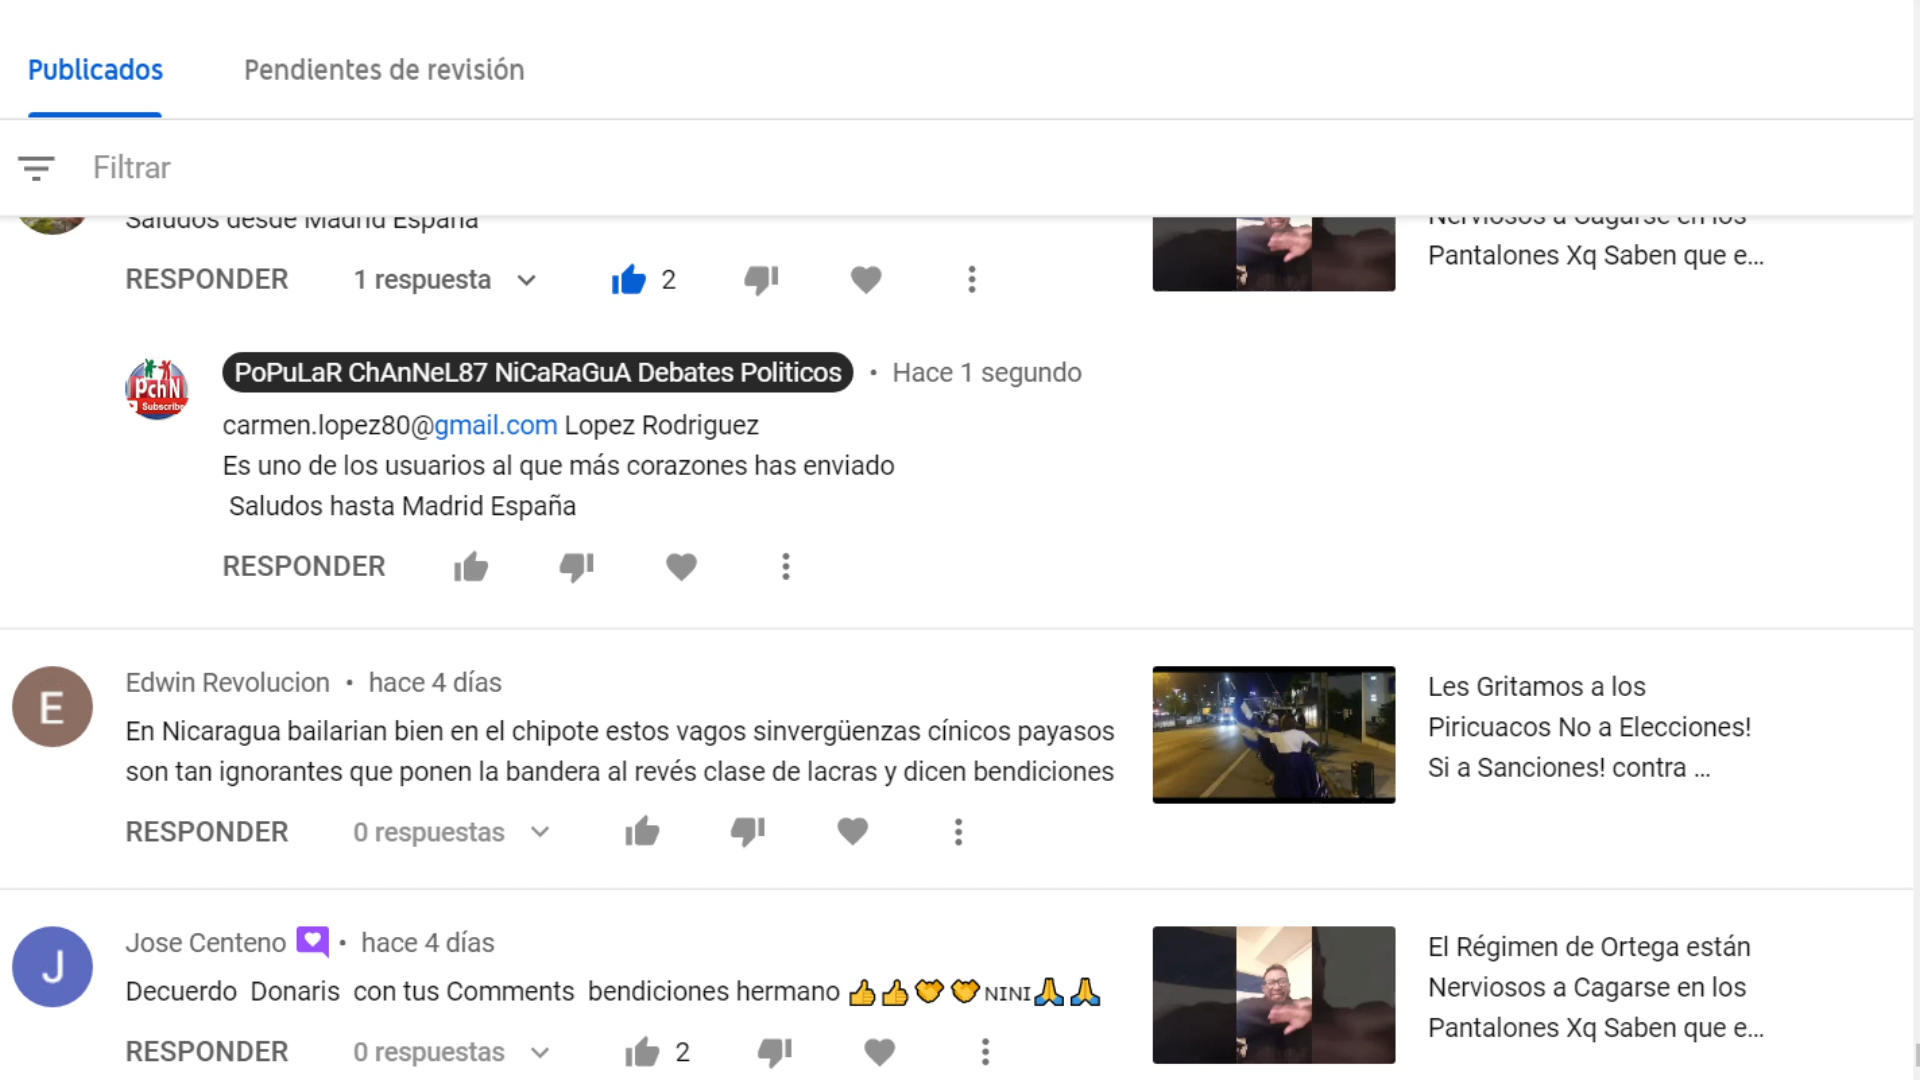 Publicados
Pendientes de revisión
Filtrar
Saludos desde Madrid España
RESPONDER
1 respuesta
2
Nerviosos a Cagarse en los
Pantalones Xq Saben que e...
PchN
Subscribe
PoPuLaR ChAnNeL87 NiCaRaGuA Debates Politicos • Hace 1 segundo
carmen.lopez80@gmail.com Lopez Rodriguez
Es uno de los usuarios al que más corazones has enviado
Saludos hasta Madrid España
RESPONDER
E
Edwin Revolucion • hace 4 días
En Nicaragua bailarian bien en el chipote estos vagos sinvergüenzas cínicos payasos
son tan ignorantes que ponen la bandera al revés clase de lacras y dicen bendiciones
RESPONDER
0 respuestas
Les Gritamos a los
Piricuacos No a Elecciones!
Si a Sanciones! contra ...
J
Jose Centeno • hace 4 días
Decuerdo Donaris con tus Comments bendiciones hermano 👍👍🧡🧡NINI🙏🙏
RESPONDER
0 respuestas
2
El Régimen de Ortega están
Nerviosos a Cagarse en los
Pantalones Xq Saben que e...